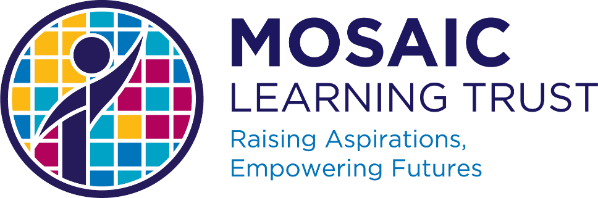 MOSAIC
LEARNING TRUST
Raising Aspirations,
Empowering Futures